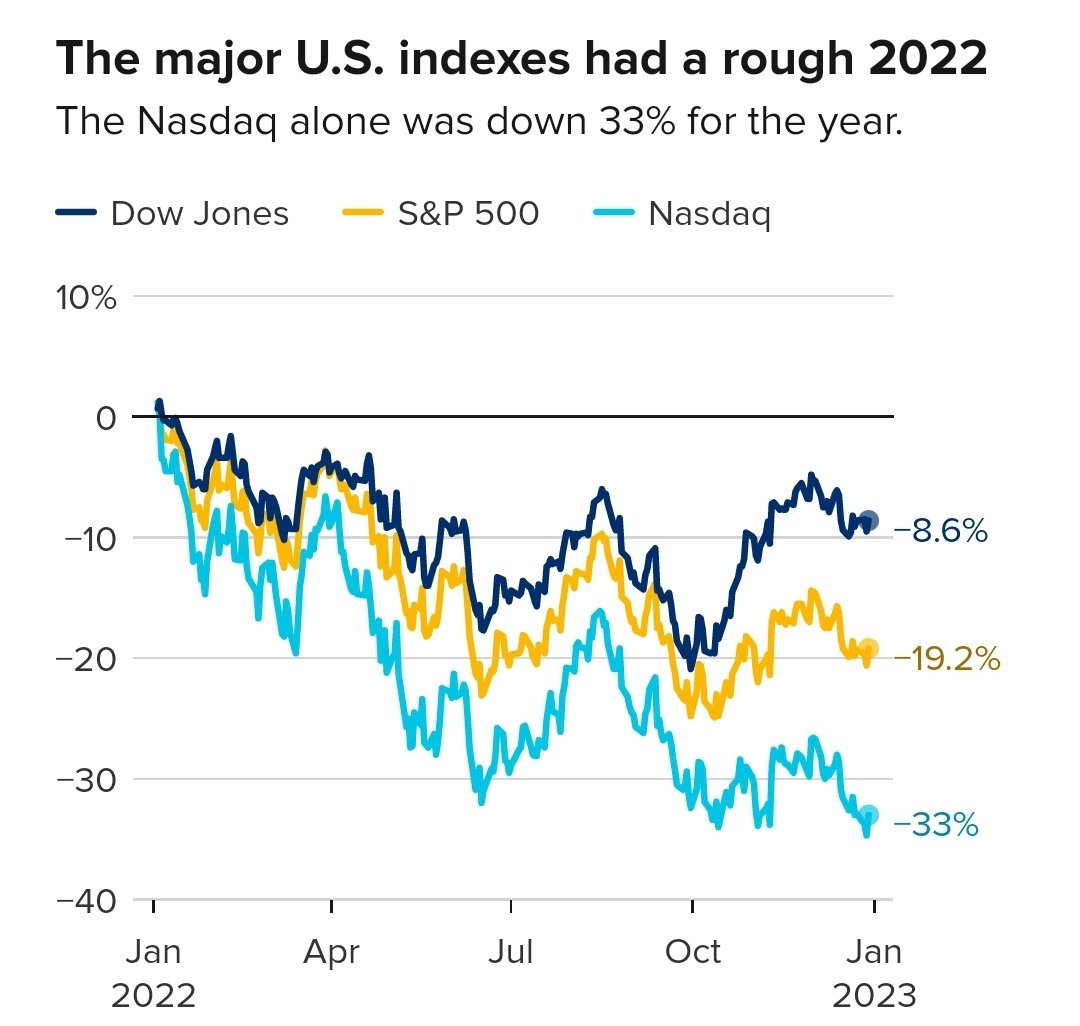 The major U.S. indexes had a rough 2022
The Nasdaq alone was down 33% for the year.
Dow Jones S&P 500 Nasdaq
10%
0
−10
−8.6%
−20
−19.2%
−30
−33%
−40
Jan Apr Jul Oct Jan
2022 2023